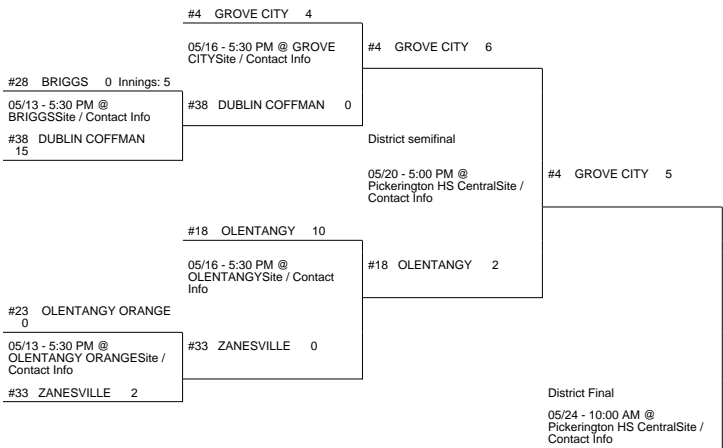 #4 GROVE CITY 4
05/16 - 5:30 PM @ GROVE
CITYSite / Contact Info
#4 GROVE CITY 6
#28 BRIGGS 0 Innings: 5
05/13 - 5:30 PM @
BRIGGSSite / Contact Info
#38 DUBLIN COFFMAN 0
#38 DUBLIN COFFMAN
15
District semifinal
05/20 - 5:00 PM @
Pickerington HS CentralSite /
Contact Info
#4 GROVE CITY 5
#18 OLENTANGY 10
05/16 - 5:30 PM @
OLENTANGYSite / Contact
Info
#18 OLENTANGY 2
#23 OLENTANGY ORANGE
0
05/13 - 5:30 PM @
OLENTANGY ORANGESite /
Contact Info
#33 ZANESVILLE 0
#33 ZANESVILLE 2
District Final
05/24 - 10:00 AM @
Pickerington HS CentralSite /
Contact Info